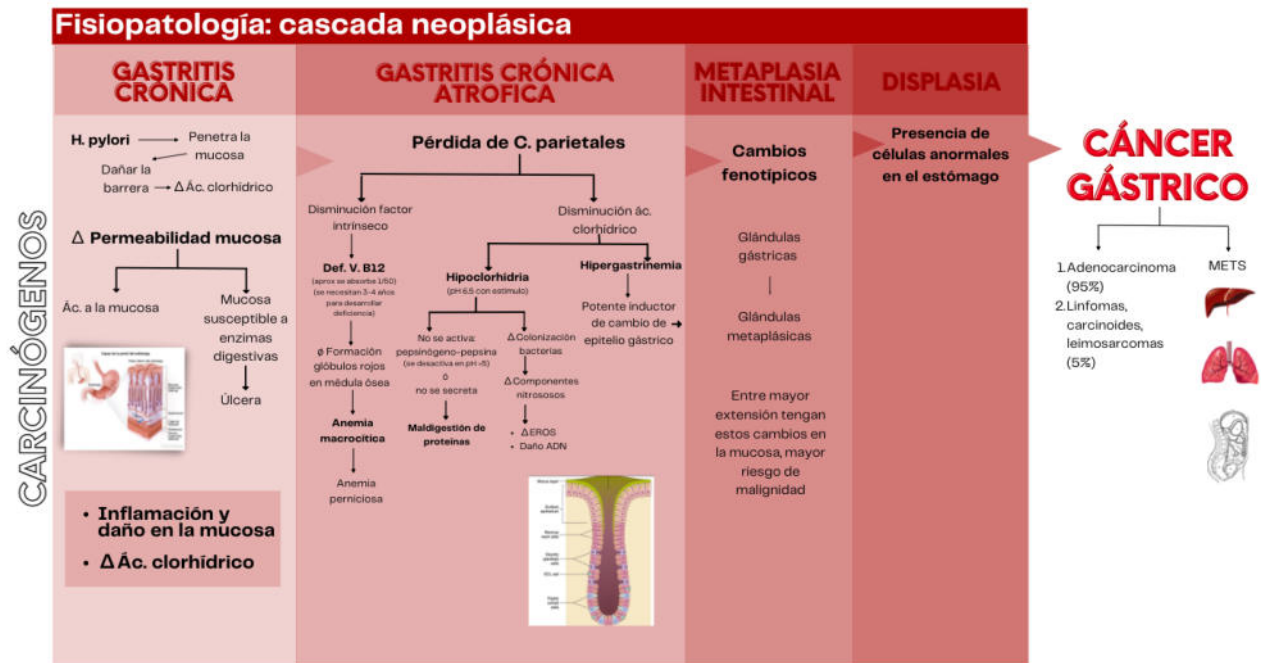 Fisiopatología: cascada neoplásica
CARCINÓGENOS
GASTRITIS
CRÓNICA
H. pylori
Penetra la
mucosa
Dañar la
barrera
Δ Ác. clorhidrico
Δ Permeabilidad mucosa
Ác. a la mucosa
Mucosa
susceptible a
enzimas
digestivas
Úlcera
• Inflamación y
daño en la mucosa
• Δ Ác. clorhídrico
GASTRITIS CRÓNICA
ATROFICA
Pérdida de C. parietales
Disminución factor
intrínseco
Def. V. B12
(aprox se absorbe 1/50)
(se necesitan 3-4 años
para desarrollar
deficiencia)
ø Formación
glóbulos rojos
en médula ósea
Anemia
macrocítica
Anemia
perniciosa
Disminución ác.
clorhídrico
Hipoclorhidria
(pH 6.5 con estimulo)
No se activa:
pepsinógeno-pepsina
(se desactiva en pH >5)
ó
no se secreta
Maldigestión de
proteínas
Δ Colonización
bacterias
Δ Componentes
nitrososos
• Δ EROS
• Daño ADN
Hipergastrinemia
Potente inductor
de cambio de
epitelio gástrico
METAPLASIA
INTESTINAL
Cambios
fenotípicos
Glándulas
gástricas
Glándulas
metaplásicas
Entre mayor
extensión tengan
estos cambios en
la mucosa, mayor
riesgo de
malignidad
DISPLASIA
Presencia de
células anormales
en el estómago
CÁNCER
GÁSTRICO
1. Adenocarcinoma
(95%)
2. Linfomas,
carcinoides,
leimosarcomas
(5%)
METS